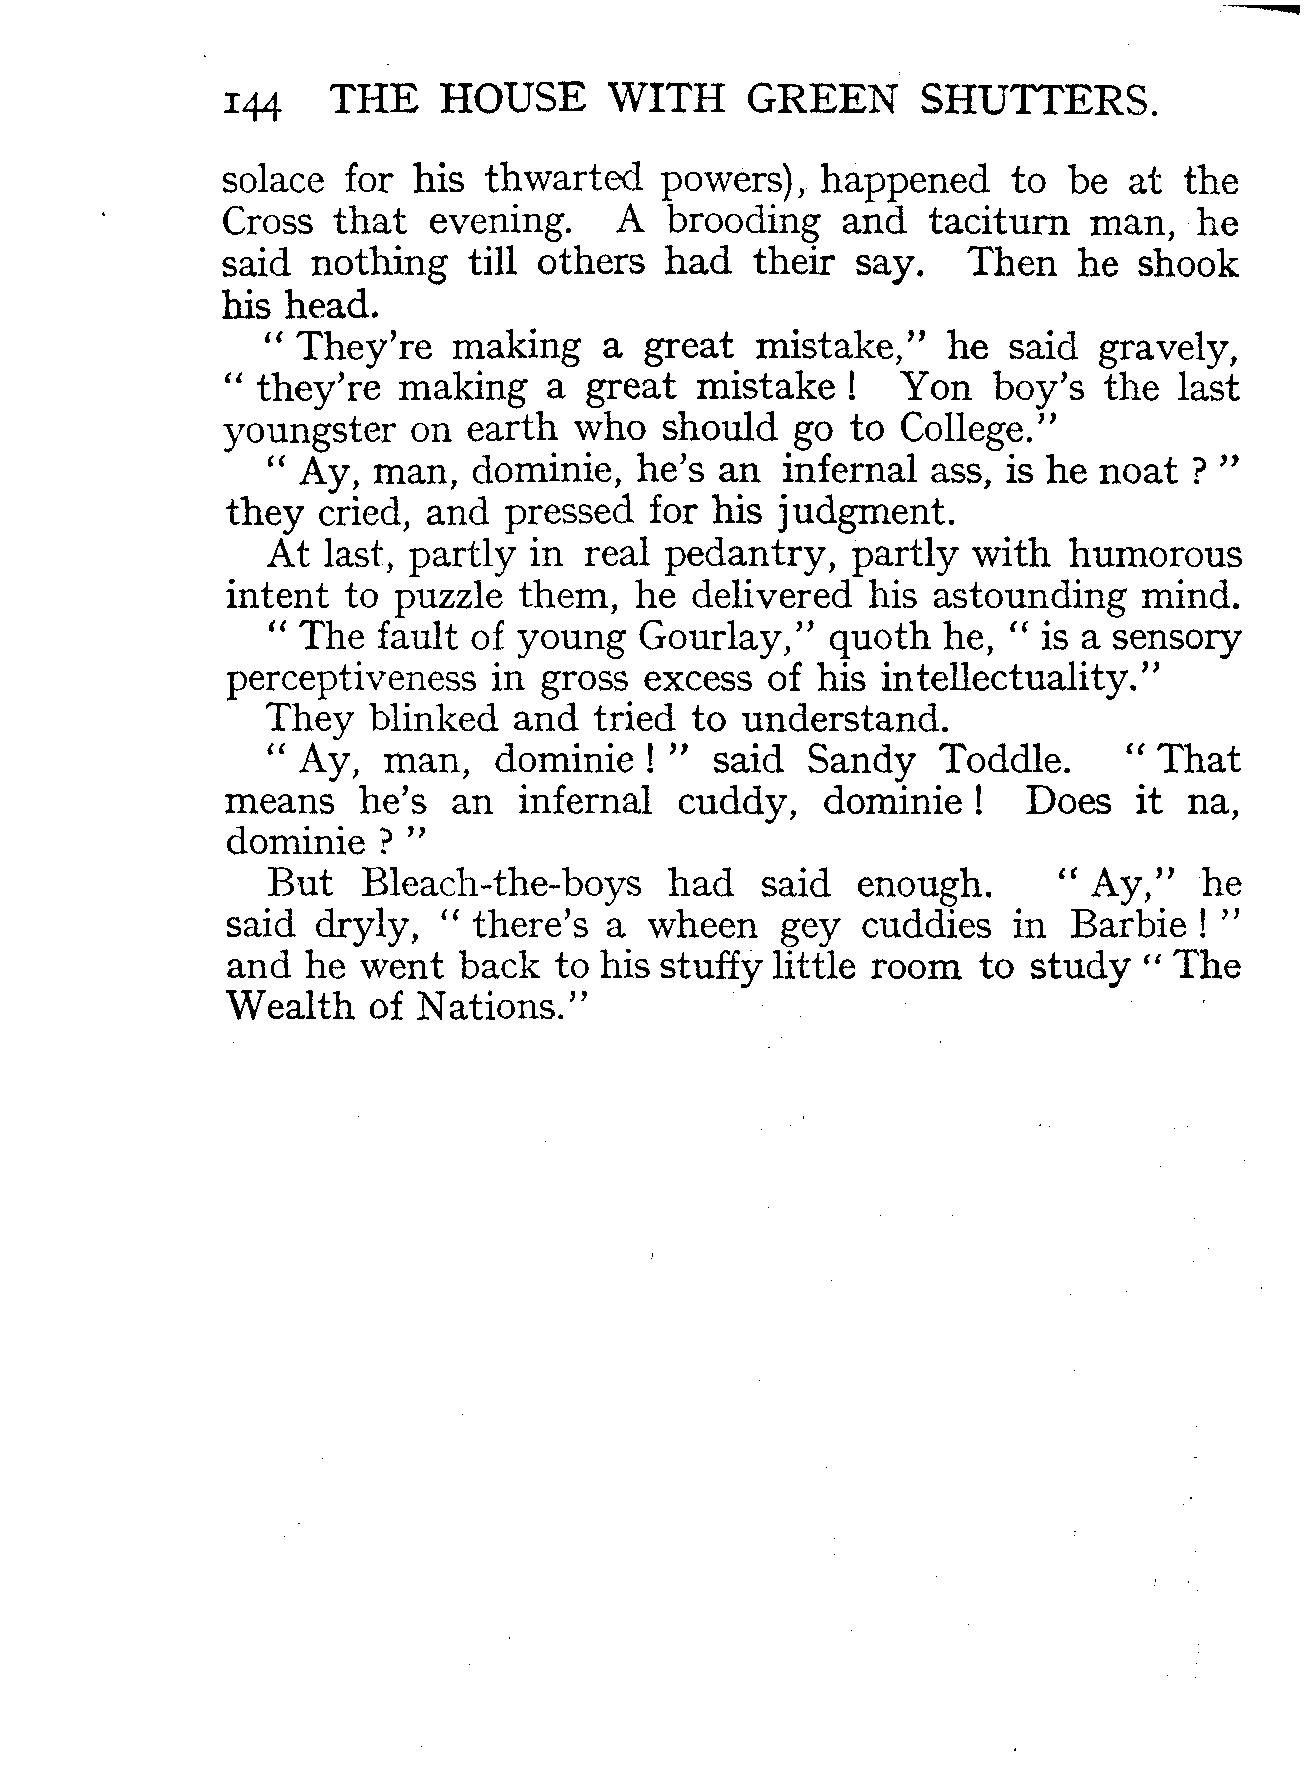 144 THE HOUSE WITH GREEN SHUTTERS.
solace for his thwarted powers), happened to be at the
Cross that evening. A brooding and taciturn man, he
said nothing till others had their say. Then he shook
his head.
“ They're making a great mistake,” he said gravely,
“ they're making a great mistake ! Yon boy's the last
youngster on earth who should go to College.”
“ Ay, man, dominie, he's an infernal ass, is he noat ? ”
they cried, and pressed for his judgment.
At last, partly in real pedantry, partly with humorous
intent to puzzle them, he delivered his astounding mind.
“ The fault of young Gourlay,” quoth he, “ is a sensory
perceptiveness in gross excess of his intellectuality.”
They blinked and tried to understand.
“ Ay, man, dominie ! ” said Sandy Toddle. “ That
means he's an infernal cuddy, dominie ! Does it na,
dominie ? ”
But Bleach-the-boys had said enough. “ Ay,” he
said dryly, “ there's a wheen gey cuddies in Barbie ! ”
and he went back to his stuffy little room to study “ The
Wealth of Nations.”